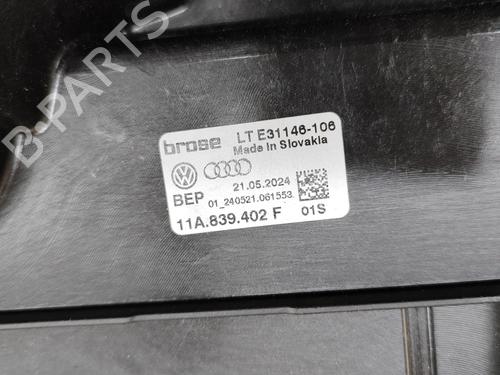 brose LT E31146-106
Made in Slovakia
21.05.2024
BEP 01_240521.061553
11A.839.402 F 01S
B-PARTS